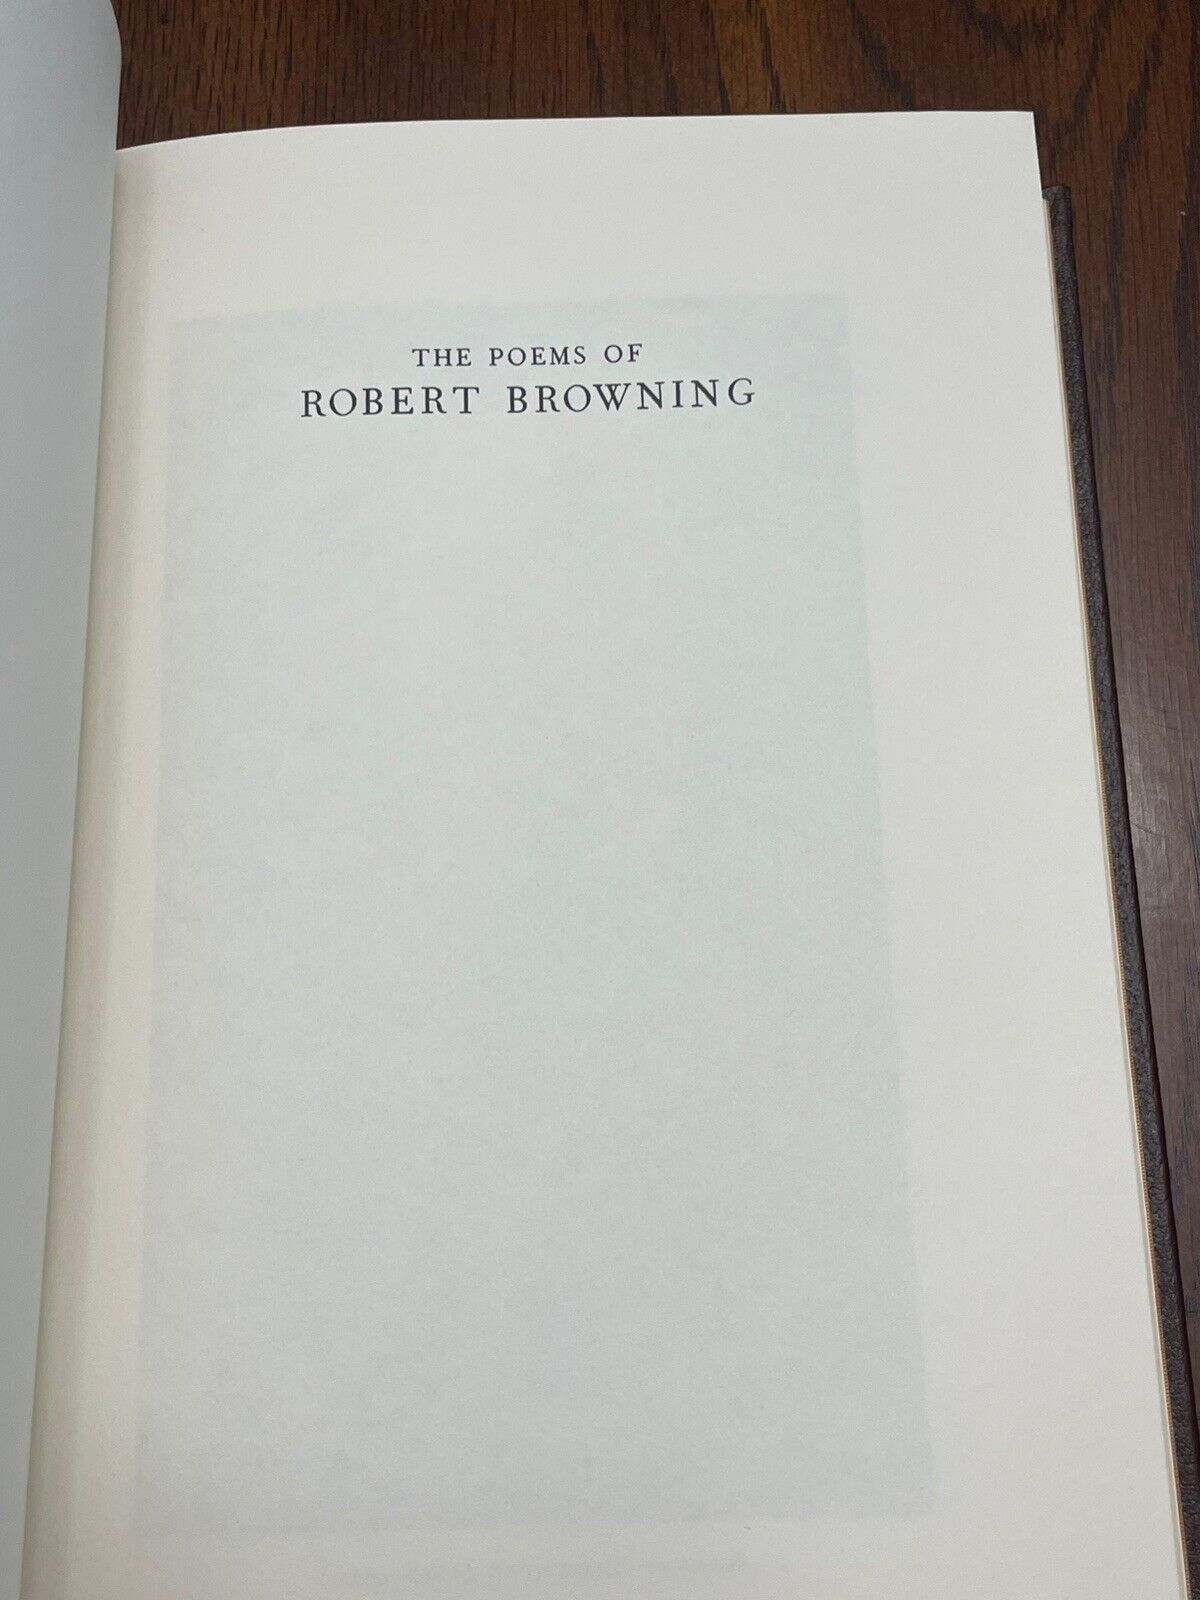 THE POEMS OF
ROBERT BROWNING